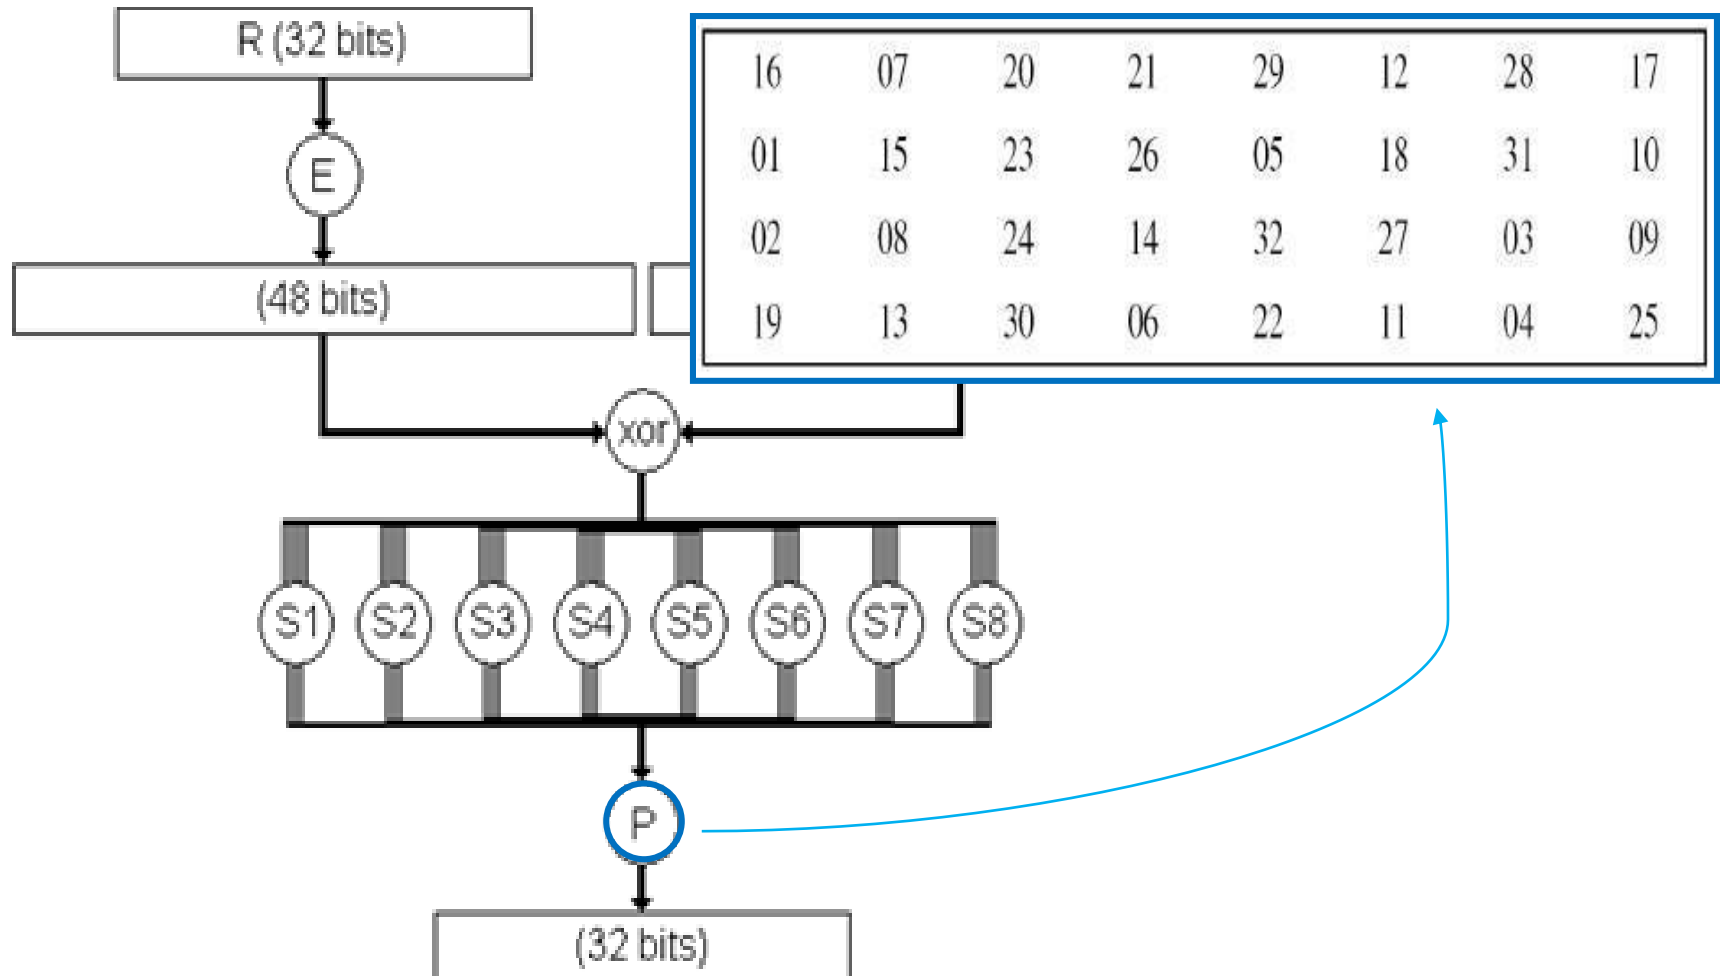 R (32 bits)
16 07 20 21 29 12 28 17
01 15 23 26 05 18 31 10
02 08 24 14 32 27 03 09
19 13 30 06 22 11 04 25
E
(48 bits)
xor
S1 S2 S3 S4 S5 S6 S7 S8
P
(32 bits)